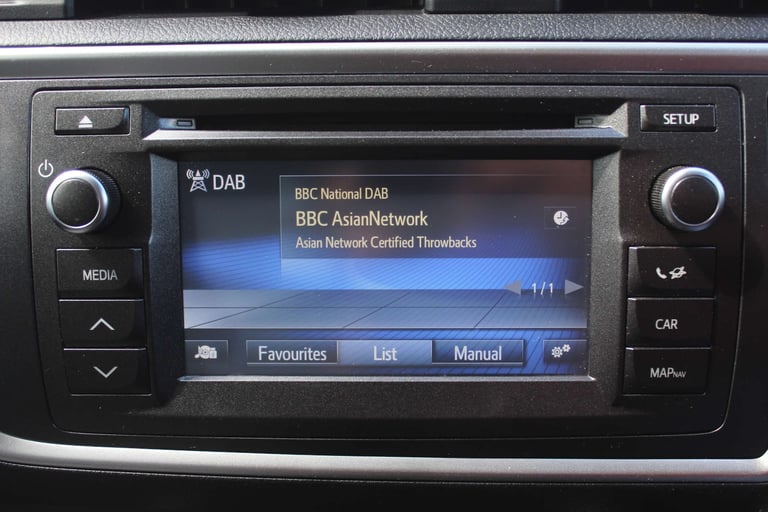 SETUP
DAB
BBC National DAB
BBC AsianNetwork
Asian Network Certified Throwbacks
MEDIA
1/1
CAR
Favourites
List
Manual
MAPNAV